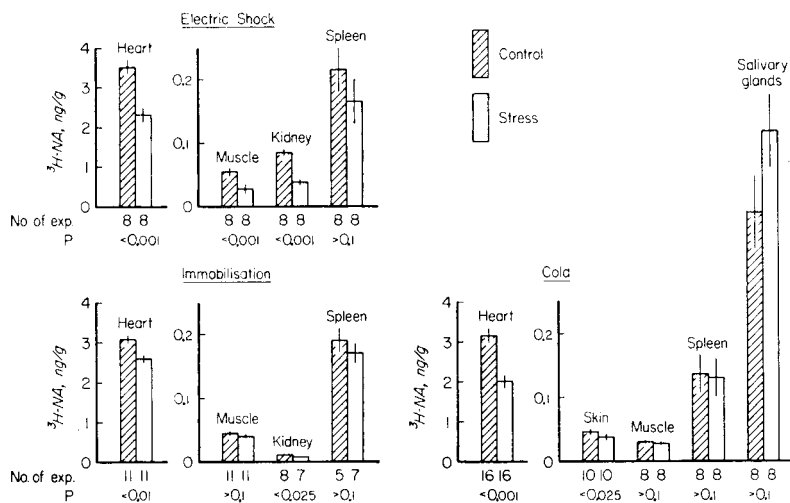 Electric Shock
Heart
Spleen
Muscle
Kidney
4
3
2
1
0
³H-NA, ng/g
0,2
0,1
0
No. of exp. 8 8 8 8 8 8 8 8
P <0,001 <0,001 <0,001 >0,1
Control
Stress
Salivary glands
Immobilisation
Heart
Spleen
Muscle
Kidney
4
3
2
1
0
³H-NA, ng/g
0,2
0,1
0
No. of exp. 11 11 11 11 8 7 5 7
P <0,01 >0,1 <0,025 >0,1
Cold
Heart
Skin
Muscle
Spleen
4
3
2
1
0
³H-NA, ng/g
0,2
0,1
0
16 16 10 10 8 8 8 8 8 8
<0,001 <0,025 >0,1 >0,1 >0,1